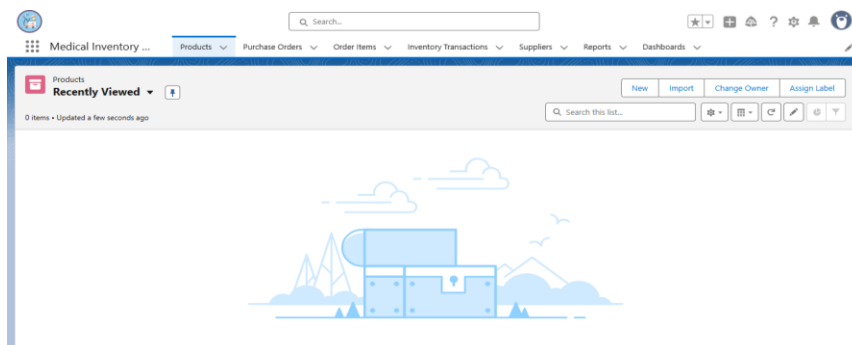 Search...
Medical Inventory ... Products Purchase Orders Order Items Inventory Transactions Suppliers Reports Dashboards
Products
Recently Viewed
New Import Change Owner Assign Label
0 items • Updated a few seconds ago
Search this list...